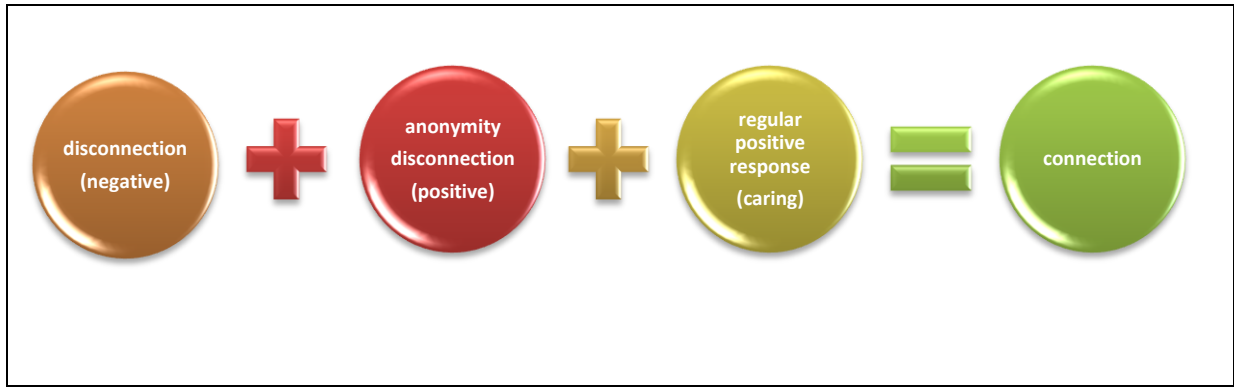 disconnection
(negative)
anonymity
disconnection
(positive)
regular
positive
response
(caring)
connection